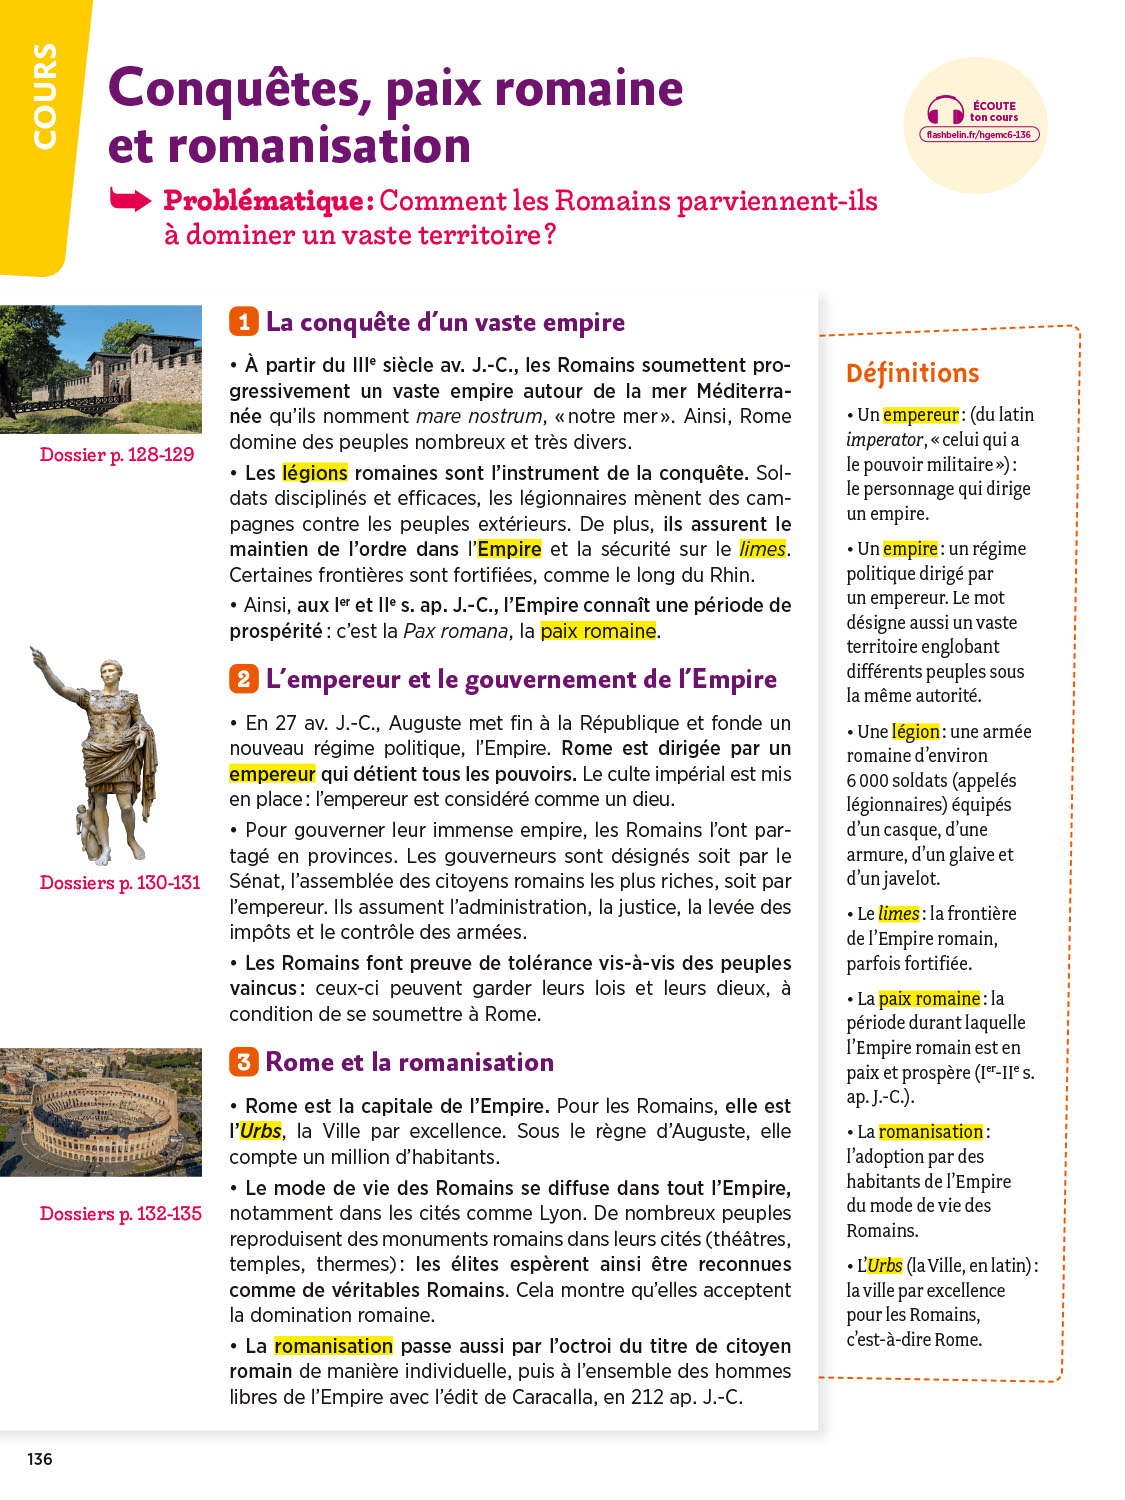 COURS
Conquêtes, paix romaine
et romanisation
Problématique : Comment les Romains parviennent-ils
à dominer un vaste territoire ?
ÉCOUTE
ton cours
flashbelin.fr/hgemc6-136
Dossier p. 128-129
Dossiers p. 130-131
Dossiers p. 132-135
1 La conquête d'un vaste empire
• À partir du IIIe siècle av. J.-C., les Romains soumettent pro-
gressivement un vaste empire autour de la mer Méditerra-
née qu'ils nomment mare nostrum, « notre mer ». Ainsi, Rome
domine des peuples nombreux et très divers.
• Les légions romaines sont l'instrument de la conquête. Sol-
dats disciplinés et efficaces, les légionnaires mènent des cam-
pagnes contre les peuples extérieurs. De plus, ils assurent le
maintien de l'ordre dans l'Empire et la sécurité sur le limes.
Certaines frontières sont fortifiées, comme le long du Rhin.
• Ainsi, aux Ier et IIe s. ap. J.-C., l'Empire connaît une période de
prospérité : c'est la Pax romana, la paix romaine.
2 L'empereur et le gouvernement de l'Empire
• En 27 av. J.-C., Auguste met fin à la République et fonde un
nouveau régime politique, l'Empire. Rome est dirigée par un
empereur qui détient tous les pouvoirs. Le culte impérial est mis
en place : l'empereur est considéré comme un dieu.
• Pour gouverner leur immense empire, les Romains l'ont par-
tagé en provinces. Les gouverneurs sont désignés soit par le
Sénat, l'assemblée des citoyens romains les plus riches, soit par
l'empereur. Ils assument l'administration, la justice, la levée des
impôts et le contrôle des armées.
• Les Romains font preuve de tolérance vis-à-vis des peuples
vaincus : ceux-ci peuvent garder leurs lois et leurs dieux, à
condition de se soumettre à Rome.
3 Rome et la romanisation
• Rome est la capitale de l'Empire. Pour les Romains, elle est
l'Urbs, la Ville par excellence. Sous le règne d'Auguste, elle
compte un million d'habitants.
• Le mode de vie des Romains se diffuse dans tout l'Empire,
notamment dans les cités comme Lyon. De nombreux peuples
reproduisent des monuments romains dans leurs cités (théâtres,
temples, thermes) : les élites espèrent ainsi être reconnues
comme de véritables Romains. Cela montre qu'elles acceptent
la domination romaine.
• La romanisation passe aussi par l'octroi du titre de citoyen
romain de manière individuelle, puis à l'ensemble des hommes
libres de l'Empire avec l'édit de Caracalla, en 212 ap. J.-C.
Définitions
• Un empereur : (du latin
imperator, « celui qui a
le pouvoir militaire ») :
le personnage qui dirige
un empire.
• Un empire : un régime
politique dirigé par
un empereur. Le mot
désigne aussi un vaste
territoire englobant
différents peuples sous
la même autorité.
• Une légion : une armée
romaine d'environ
6 000 soldats (appelés
légionnaires) équipés
d'un casque, d'une
armure, d'un glaive et
d'un javelot.
• Le limes : la frontière
de l'Empire romain,
parfois fortifiée.
• La paix romaine : la
période durant laquelle
l'Empire romain est en
paix et prospère (Ier-IIe s.
ap. J.-C.).
• La romanisation :
l'adoption par des
habitants de l'Empire
du mode de vie des
Romains.
• L'Urbs (la Ville, en latin) :
la ville par excellence
pour les Romains,
c'est-à-dire Rome.
136